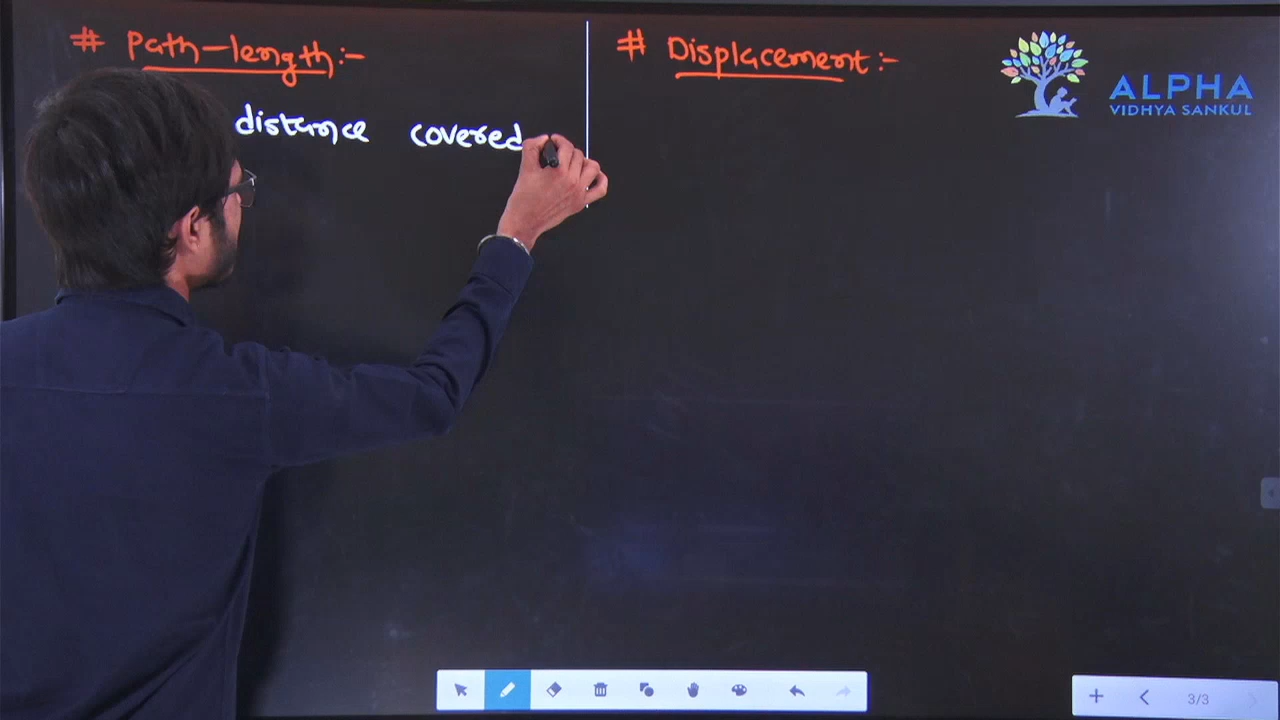 # Path-length:-
distance covered
# Displacement:-
ALPHA
VIDHYA SANKUL
3/3